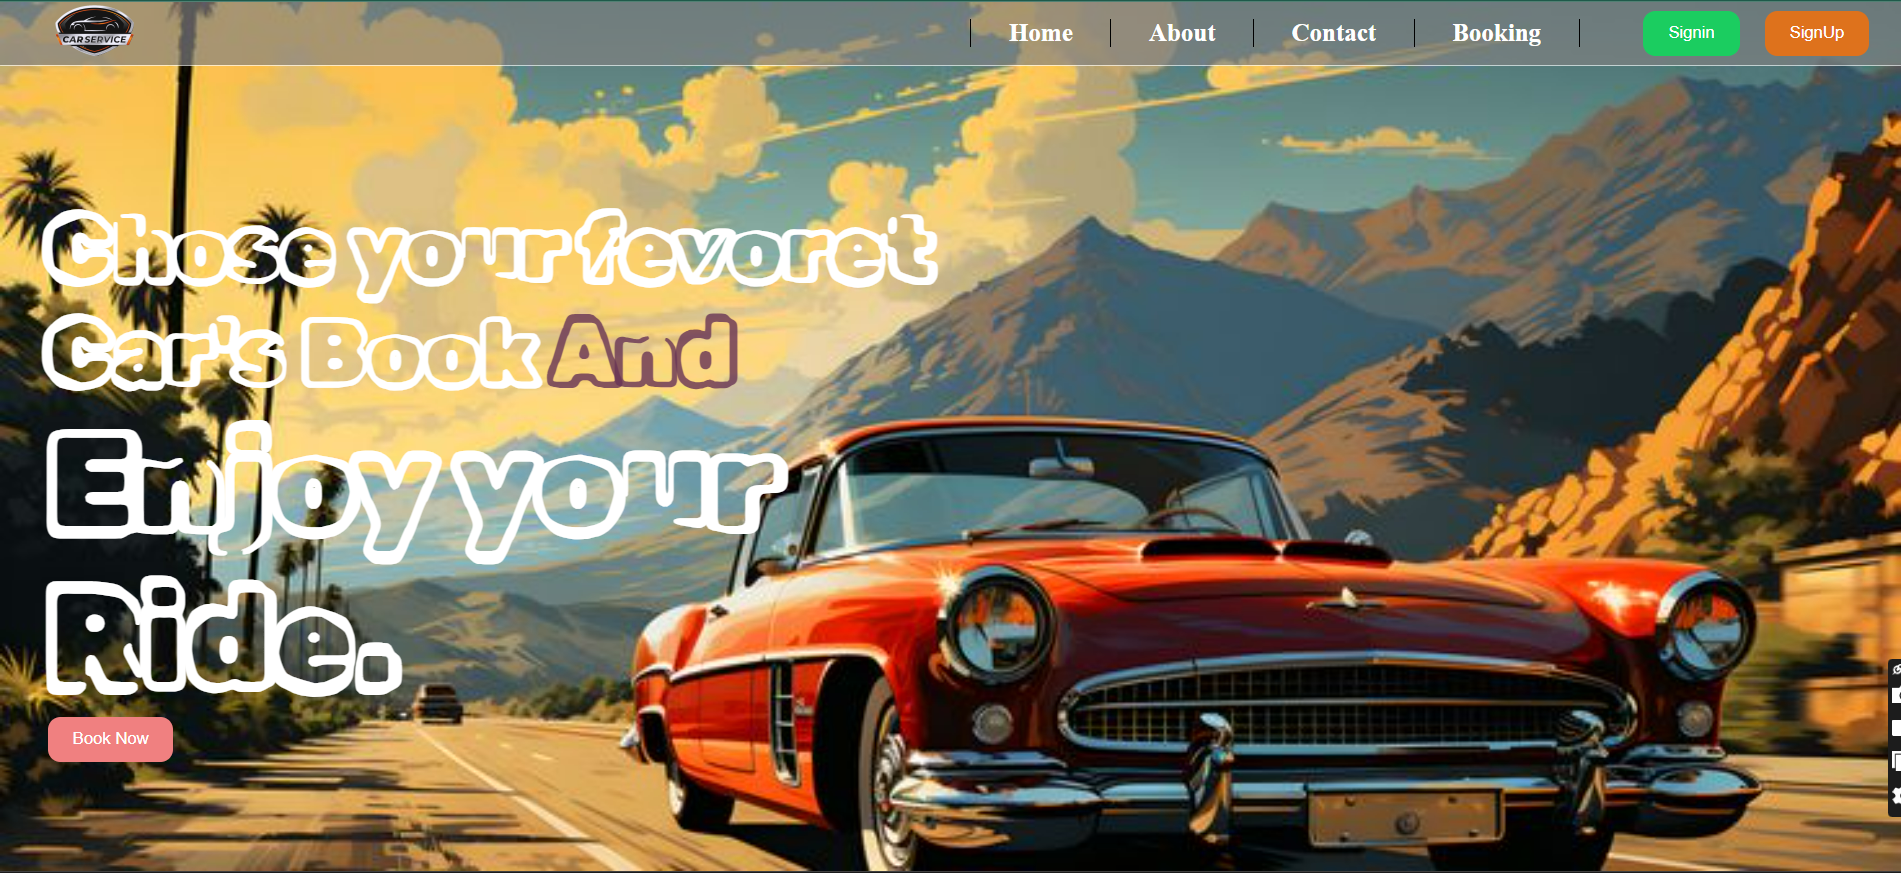 CARSERVICE
Home
About
Contact
Booking
Signin
SignUp
Chose your fevoret
Car's Book And
Enjoy your
Ride.
Book Now